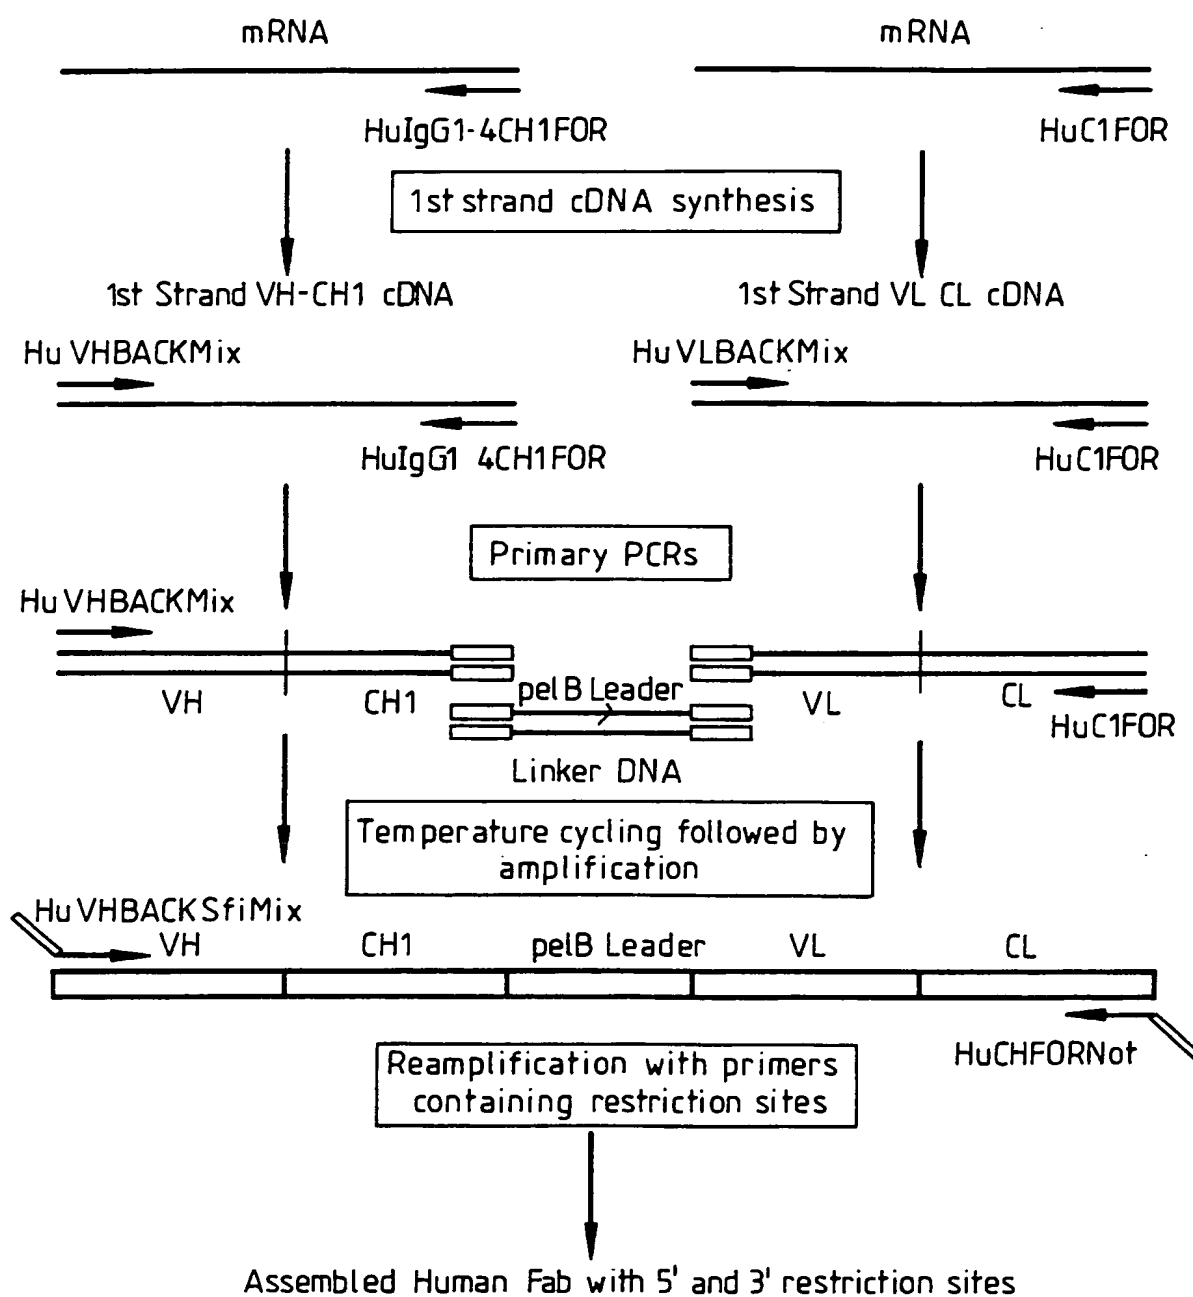 mRNA
mRNA
HuIgG1-4CH1FOR
HuC1FOR
1st strand cDNA synthesis
1st Strand VH-CH1 cDNA
1st Strand VL CL cDNA
Hu VHBACKMix
Hu VLBACKMix
HuIgG1 4CH1FOR
HuC1FOR
Primary PCRs
Hu VHBACKMix
VH
CH1
pelB Leader
VL
CL
HuC1FOR
Linker DNA
Temperature cycling followed by
amplification
Hu VHBACKSfiMix
VH
CH1
pelB Leader
VL
CL
HuCHFORNot
Reamplification with primers
containing restriction sites
Assembled Human Fab with 5' and 3' restriction sites